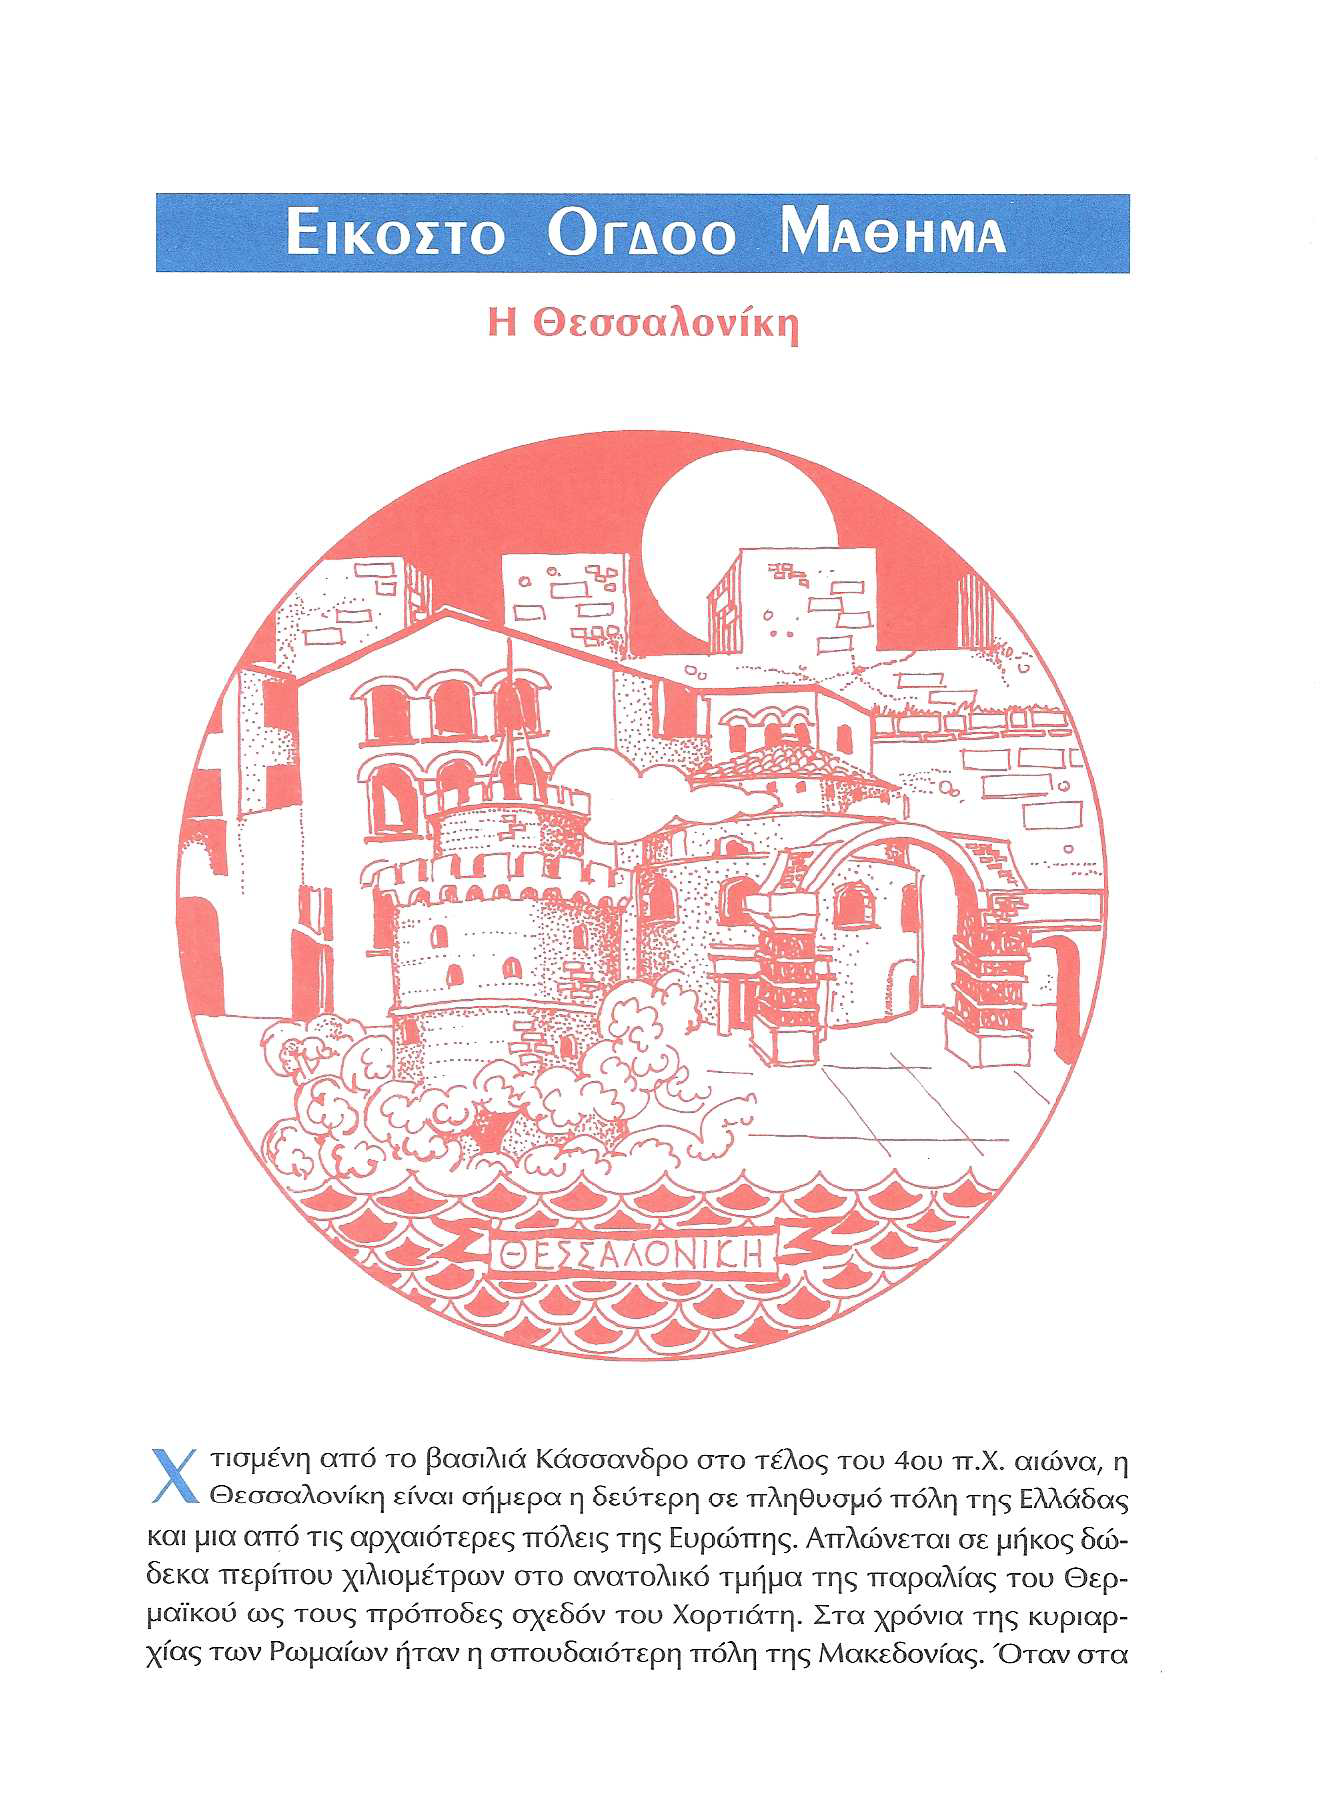 ΕΙΚΟΣΤΟ ΟΓΔΟΟ ΜΑΘΗΜΑ
Η Θεσσαλονίκη
ΘΕΣΣΑΛΟΝΙΚΗ
Χτισμένη από το βασιλιά Κάσσανδρο στο τέλος του 4ου π.Χ. αιώνα, η
Θεσσαλονίκη είναι σήμερα η δεύτερη σε πληθυσμό πόλη της Ελλάδας
και μια από τις αρχαιότερες πόλεις της Ευρώπης. Απλώνεται σε μήκος δώ-
δεκα περίπου χιλιομέτρων στο ανατολικό τμήμα της παραλίας του Θερ-
μαϊκού ως τους πρόποδες σχεδόν του Χορτιάτη. Στα χρόνια της κυριαρ-
χίας των Ρωμαίων ήταν η σπουδαιότερη πόλη της Μακεδονίας. Όταν στα